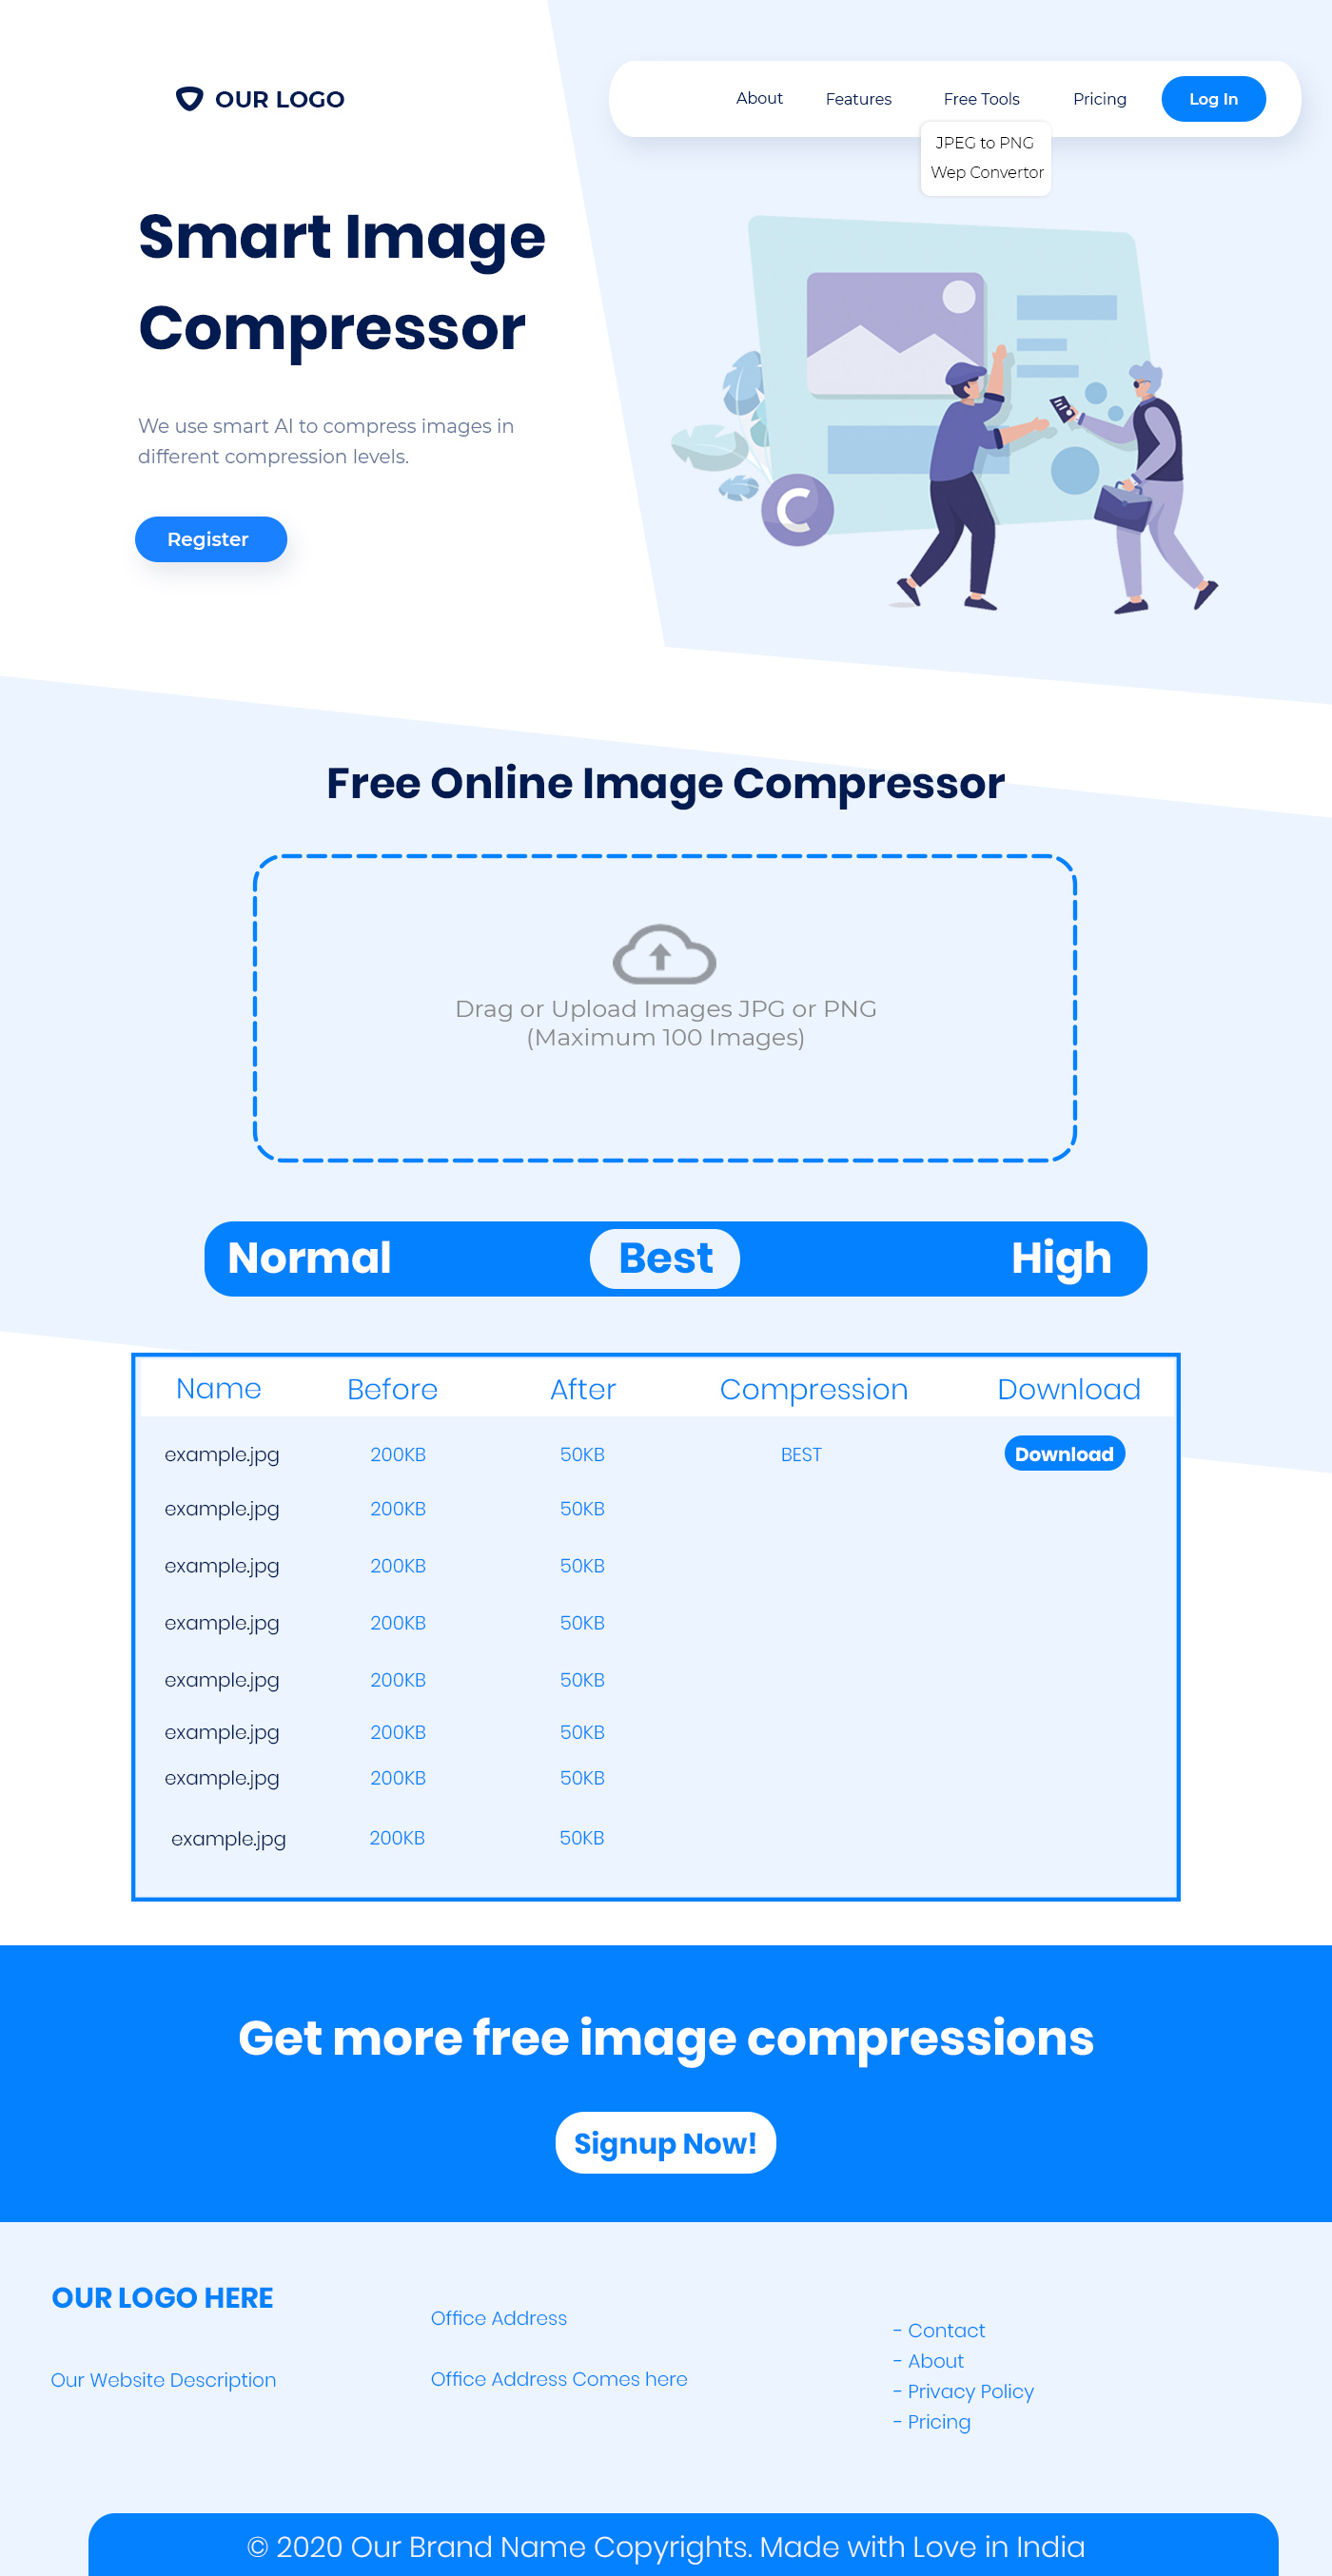 OUR LOGO
About Features Free Tools Pricing Log In
JPEG to PNG
Wep Convertor
Smart Image
Compressor
We use smart AI to compress images in
different compression levels.
Register
Free Online Image Compressor
Drag or Upload Images JPG or PNG
(Maximum 100 Images)
Normal Best High
Name Before After Compression Download
example.jpg 200KB 50KB BEST Download
example.jpg 200KB 50KB
example.jpg 200KB 50KB
example.jpg 200KB 50KB
example.jpg 200KB 50KB
example.jpg 200KB 50KB
example.jpg 200KB 50KB
example.jpg 200KB 50KB
Get more free image compressions
Signup Now!
OUR LOGO HERE
Our Website Description
Office Address
Office Address Comes here
- Contact
- About
- Privacy Policy
- Pricing
© 2020 Our Brand Name Copyrights. Made with Love in India